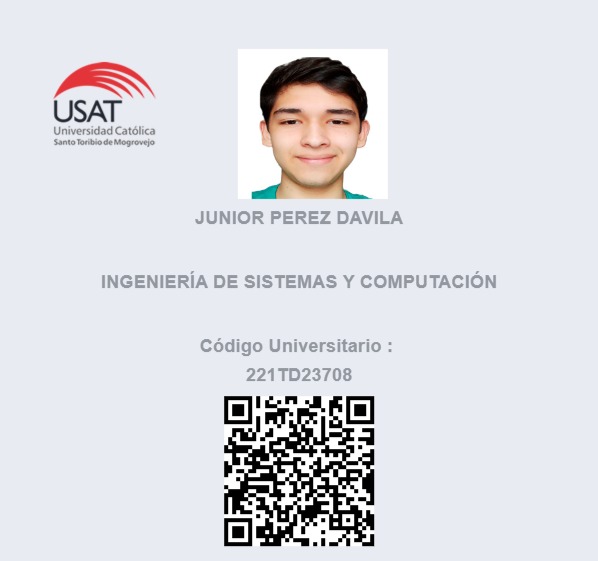 USAT
Universidad Católica
Santo Toribio de Mogrovejo
JUNIOR PEREZ DAVILA
INGENIERÍA DE SISTEMAS Y COMPUTACIÓN
Código Universitario :
221TD23708